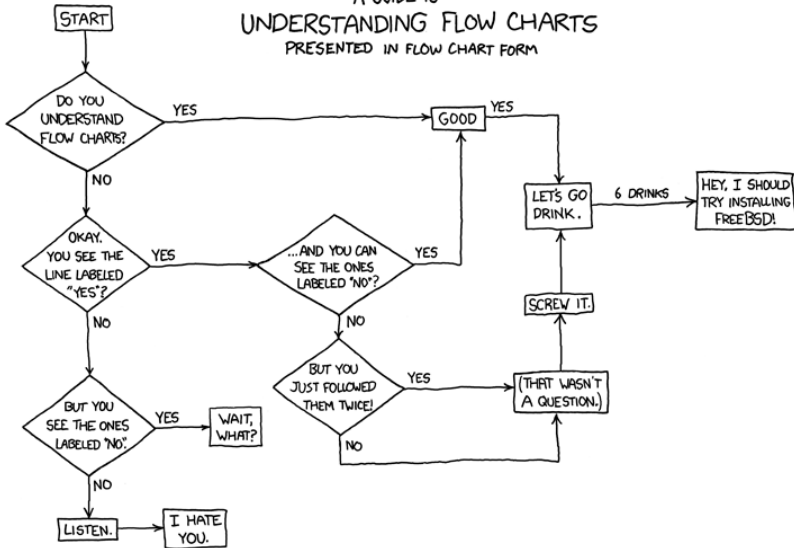 UNDERSTANDING FLOW CHARTS
PRESENTED IN FLOW CHART FORM
START
DO YOU
UNDERSTAND
FLOW CHARTS?
YES
GOOD
YES
NO
LET'S GO
DRINK.
6 DRINKS
HEY, I SHOULD
TRY INSTALLING
FREEBSD!
OKAY.
YOU SEE THE
LINE LABELED
"YES"?
YES
...AND YOU CAN
SEE THE ONES
LABELED "NO"?
YES
NO
NO
SCREW IT.
BUT YOU
JUST FOLLOWED
THEM TWICE!
YES
(THAT WASN'T
A QUESTION.)
NO
BUT YOU
SEE THE ONES
LABELED "NO".
YES
WAIT,
WHAT?
NO
LISTEN.
I HATE
YOU.